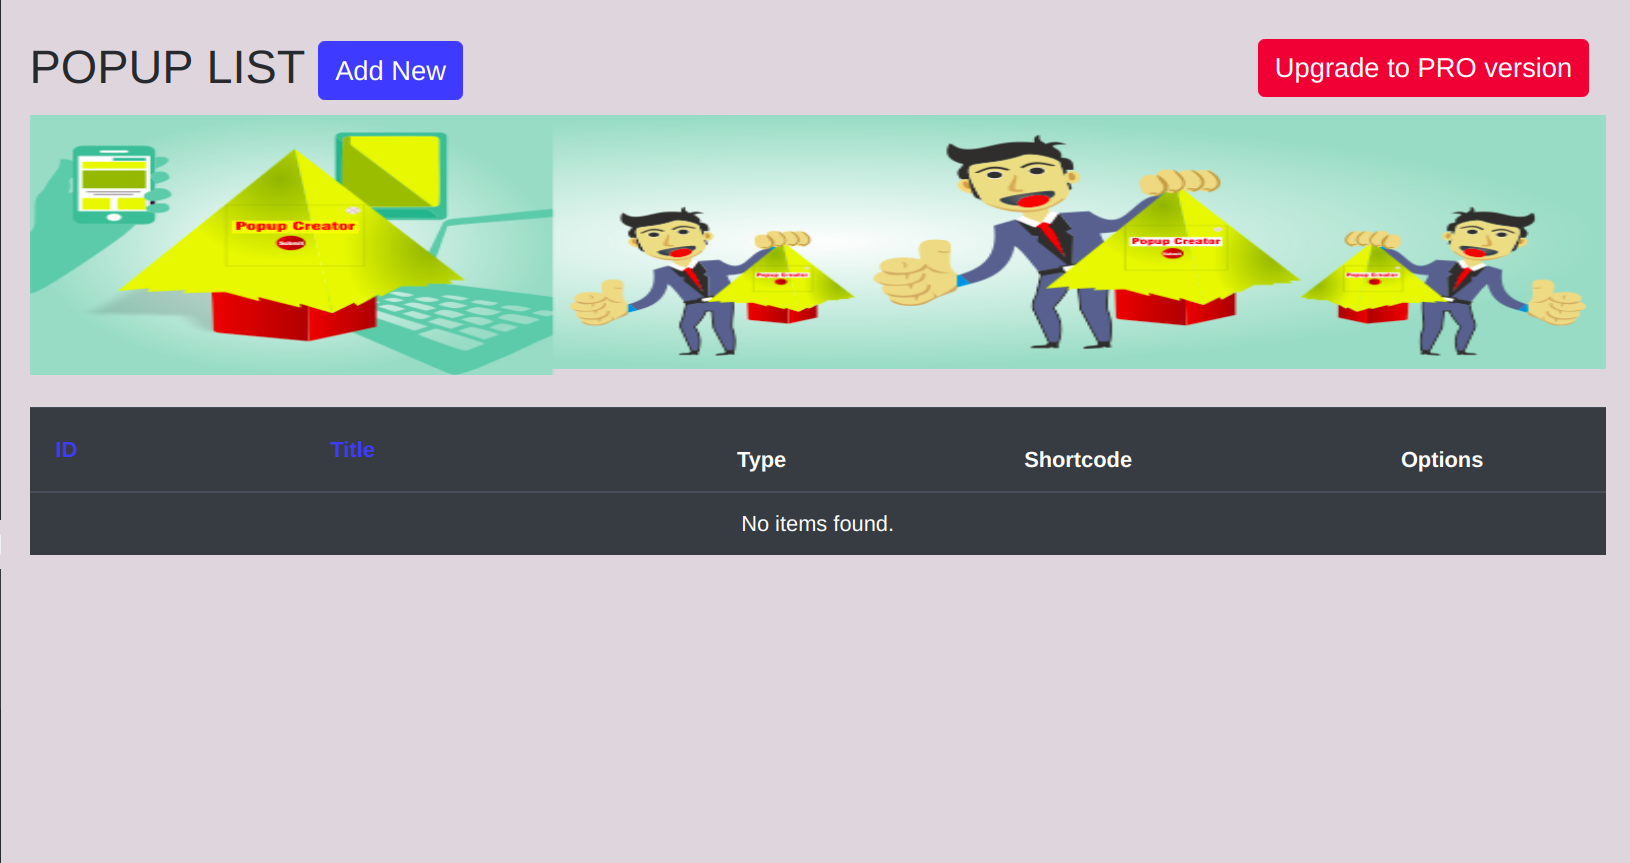 POPUP LIST Add New Upgrade to PRO version
Popup Creator
Submit
Popup Creator
Popup Creator
Popup Creator
ID Title Type Shortcode Options
No items found.